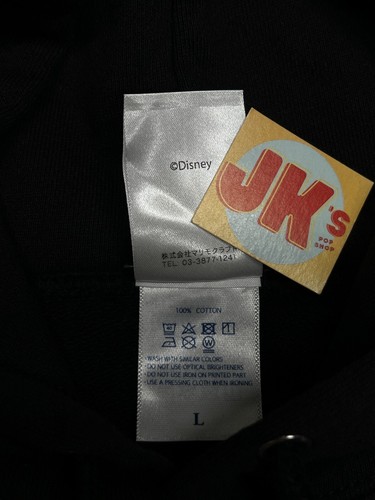 ©Disney
JK's
POP
SHOP
株式会社マリモクラフト
TEL. 03-3877-1241
100% COTTON
WASH WITH SIMILAR COLORS
DO NOT USE OPTICAL BRIGHTENERS
DO NOT USE IRON ON PRINTED PART
USE A PRESSING CLOTH WHEN IRONING
L